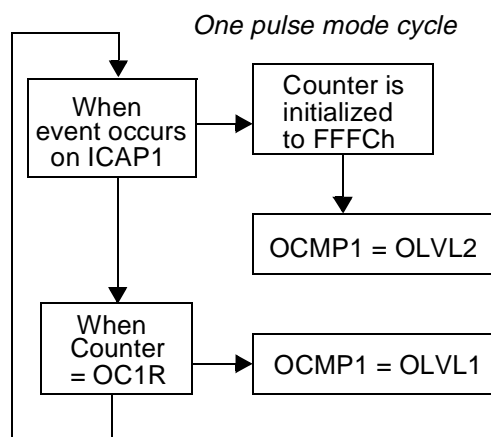 One pulse mode cycle
When
event occurs
on ICAP1
Counter is
initialized
to FFFCh
OCMP1 = OLVL2
When
Counter
= OC1R
OCMP1 = OLVL1